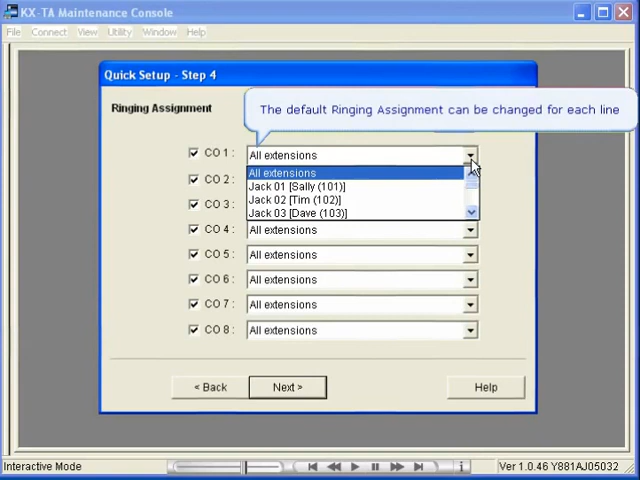 KX-TA Maintenance Console
File Connect View Utility Window Help
Quick Setup - Step 4
Ringing Assignment
The default Ringing Assignment can be changed for each line
CO 1 : All extensions
All extensions
Jack 01 [Sally (101)]
CO 2 :
Jack 02 [Tim (102)]
CO 3 :
Jack 03 [Dave (103)]
CO 4 : All extensions
CO 5 : All extensions
CO 6 : All extensions
CO 7 : All extensions
CO 8 : All extensions
< Back Next > Help
Interactive Mode Ver 1.0.46 Y881AJ05032